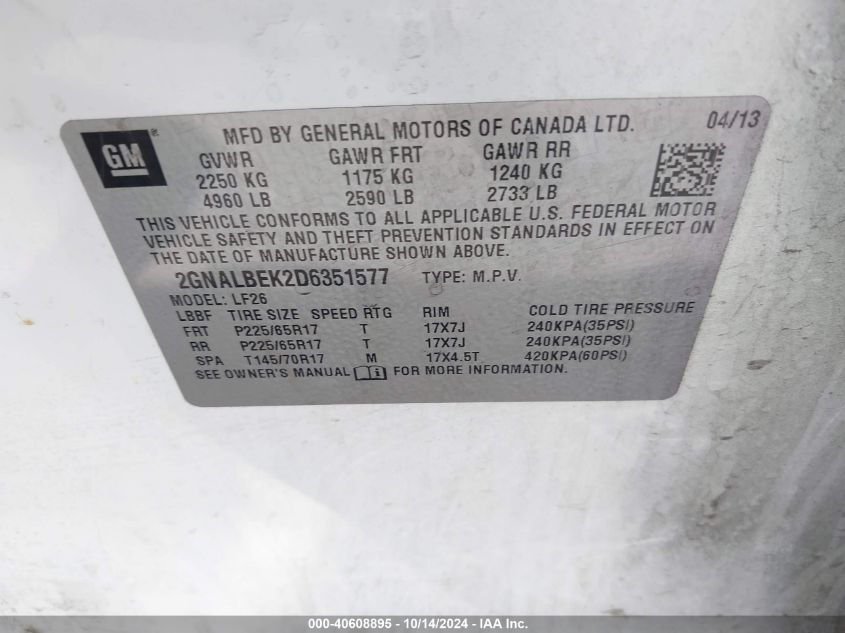 GM ®
MFD BY GENERAL MOTORS OF CANADA LTD. 04/13
GVWR GAWR FRT GAWR RR
2250 KG 1175 KG 1240 KG
4960 LB 2590 LB 2733 LB
THIS VEHICLE CONFORMS TO ALL APPLICABLE U.S. FEDERAL MOTOR
VEHICLE SAFETY AND THEFT PREVENTION STANDARDS IN EFFECT ON
THE DATE OF MANUFACTURE SHOWN ABOVE.
2GNALBEK2D6351577 TYPE: M.P.V.
MODEL: LF26
LBBF TIRE SIZE SPEED RTG RIM COLD TIRE PRESSURE
FRT P225/65R17 T 17X7J 240KPA(35PSI)
RR P225/65R17 T 17X7J 240KPA(35PSI)
SPA T145/70R17 M 17X4.5T 420KPA(60PSI)
SEE OWNER'S MANUAL FOR MORE INFORMATION.
000-40608895 - 10/14/2024 - IAA Inc.